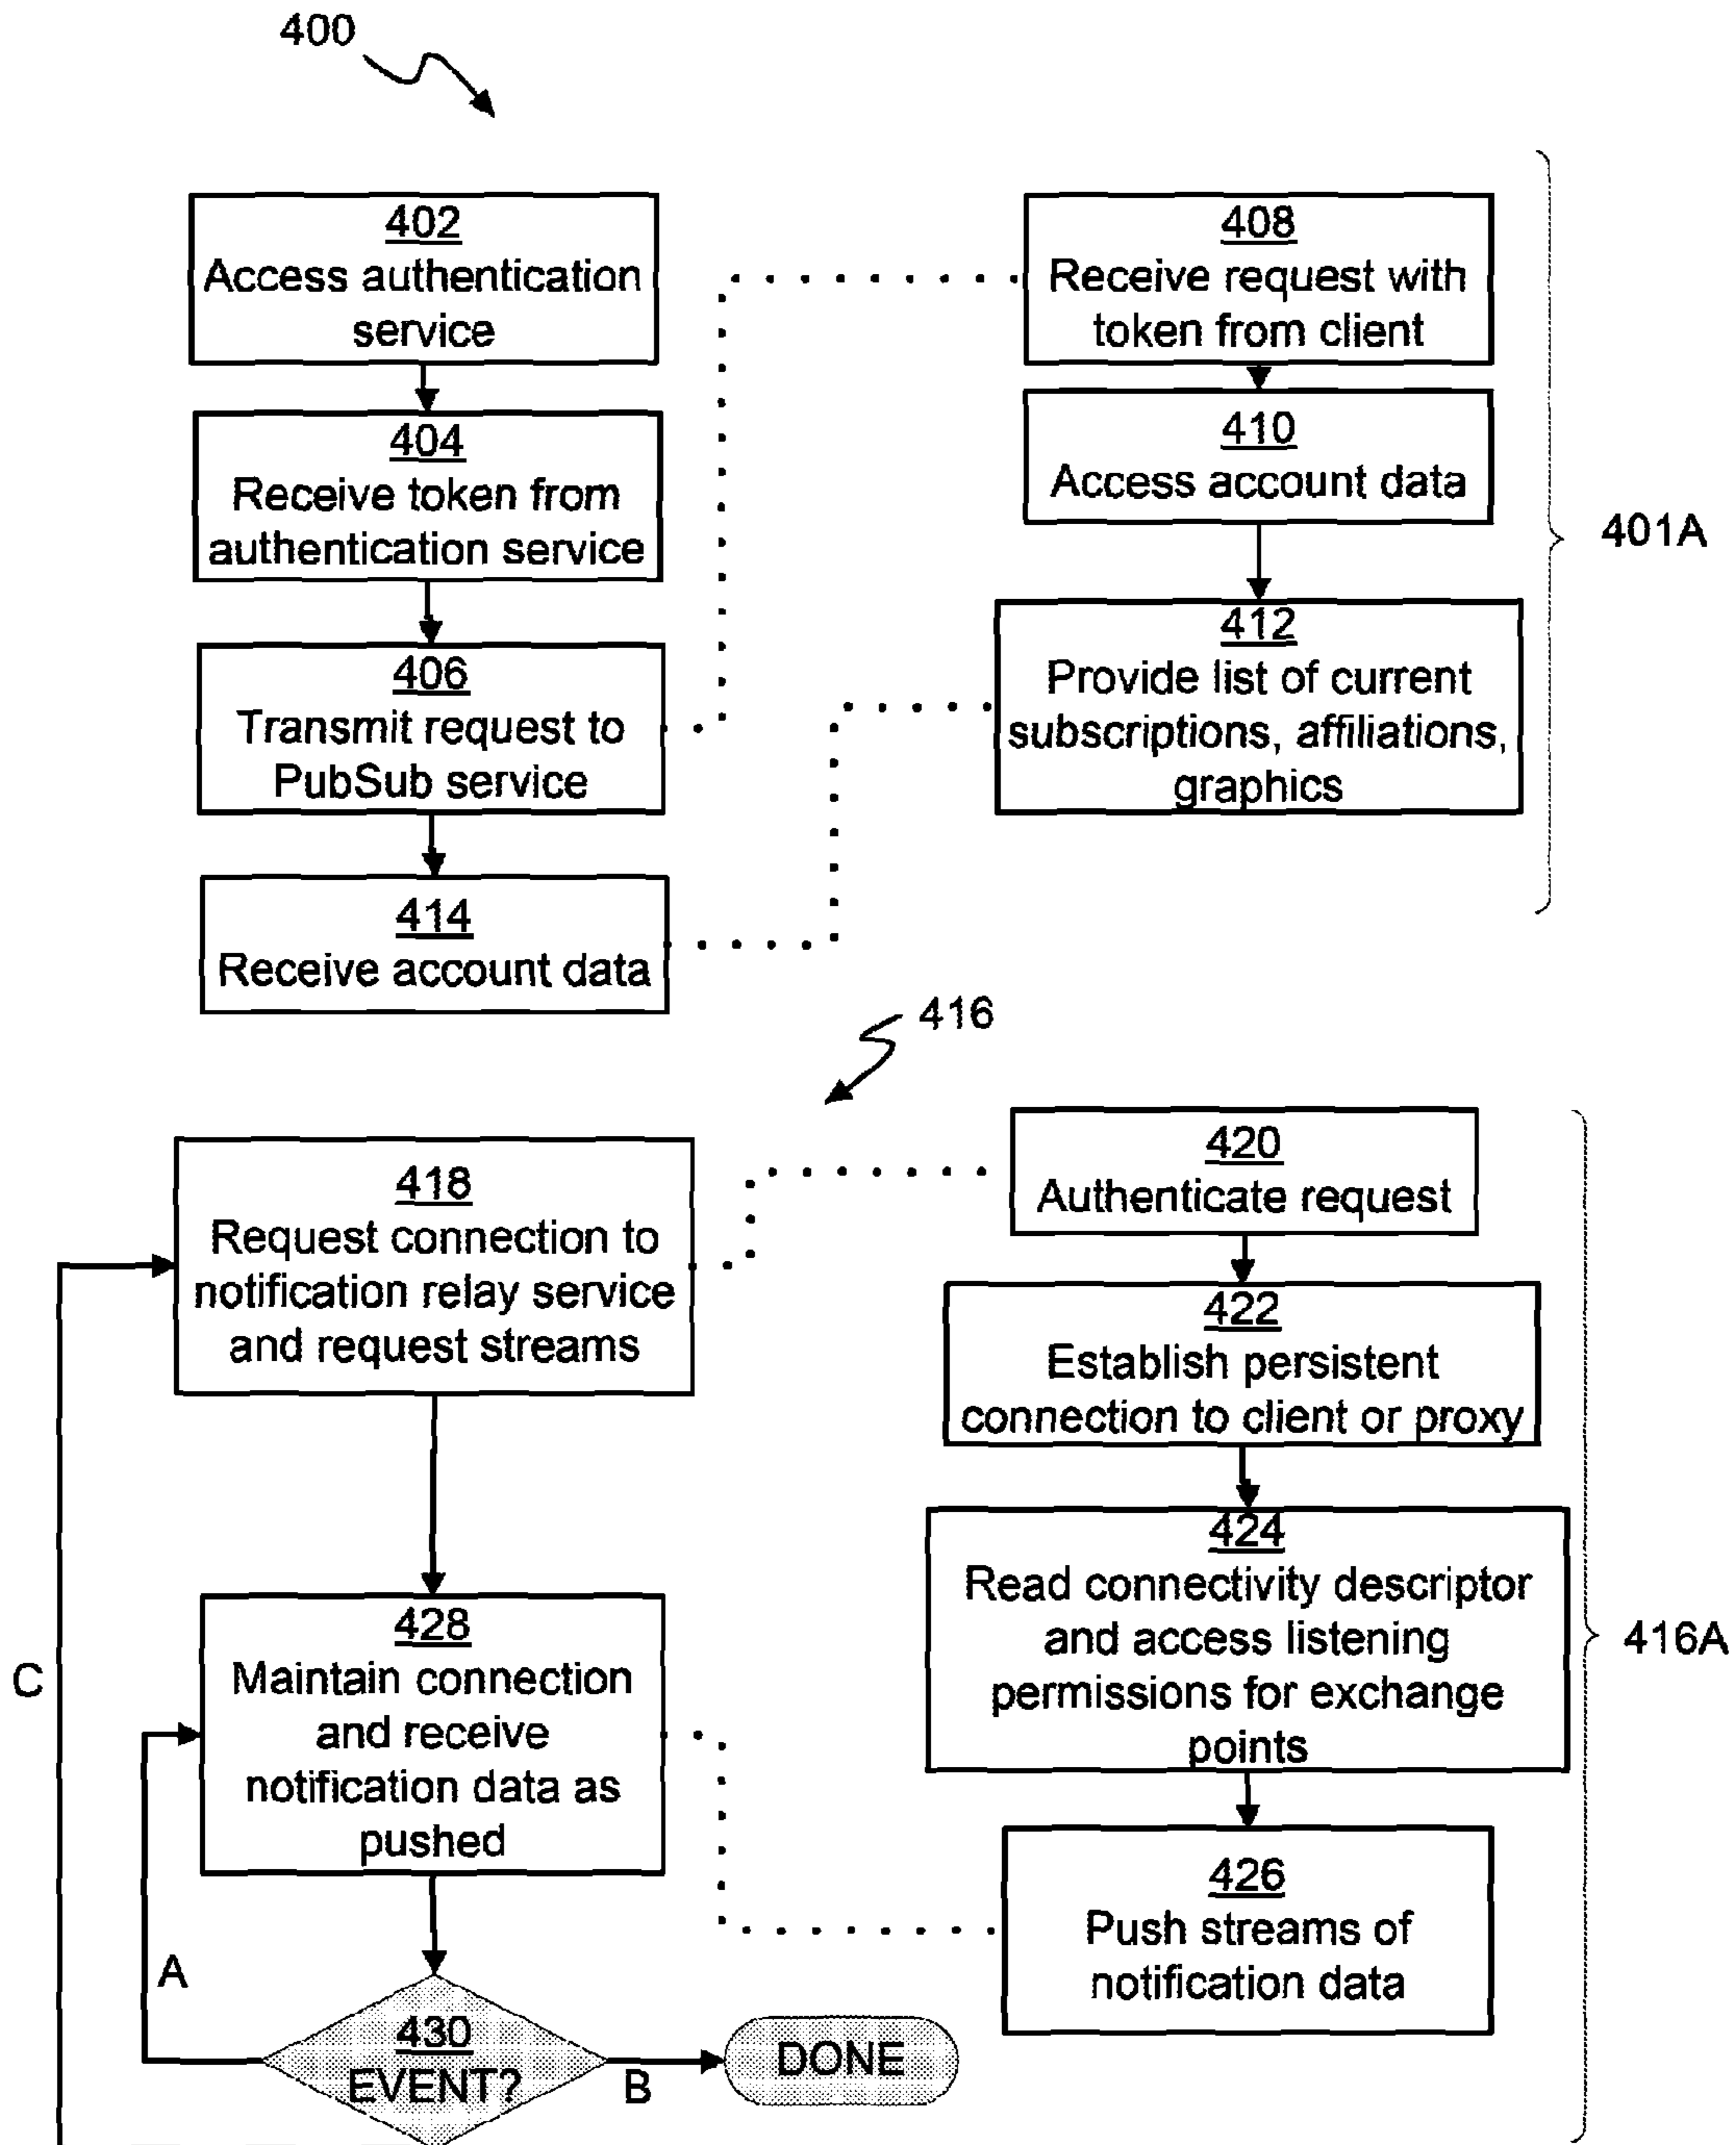 400
402
Access authentication
service
404
Receive token from
authentication service
406
Transmit request to
PubSub service
414
Receive account data
408
Receive request with
token from client
410
Access account data
412
Provide list of current
subscriptions, affiliations,
graphics
401A
416
418
Request connection to
notification relay service
and request streams
428
Maintain connection
and receive
notification data as
pushed
430
EVENT?
A
B
C
DONE
420
Authenticate request
422
Establish persistent
connection to client or proxy
424
Read connectivity descriptor
and access listening
permissions for exchange
points
426
Push streams of
notification data
416A